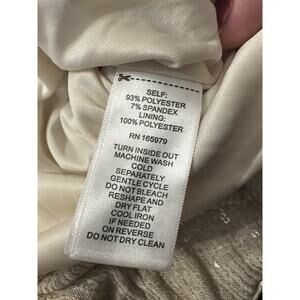 SELF:
93% POLYESTER
7% SPANDEX
LINING:
100% POLYESTER
RN 165979
TURN INSIDE OUT
MACHINE WASH
COLD
SEPARATELY
GENTLE CYCLE
DO NOT BLEACH
RESHAPE AND
DRY FLAT
COOL IRON
IF NEEDED
ON REVERSE
DO NOT DRY CLEAN